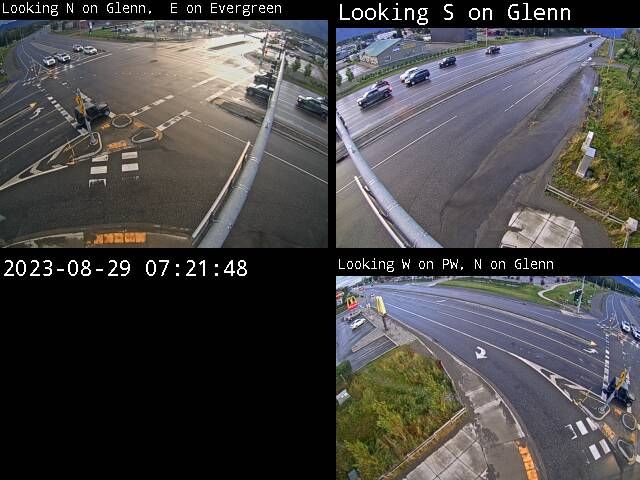 Looking N on Glenn,  E on Evergreen
Looking S on Glenn
2023-08-29 07:21:48
Looking W on PW, N on Glenn